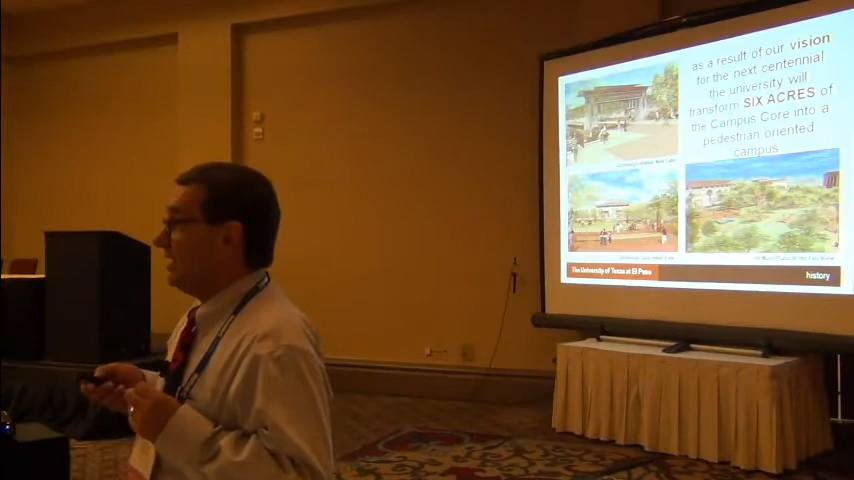 as a result of our vision
for the next centennial
the university will
transform SIX ACRES of
the Campus Core into a
pedestrian oriented
campus
The University of Texas at El Paso
history